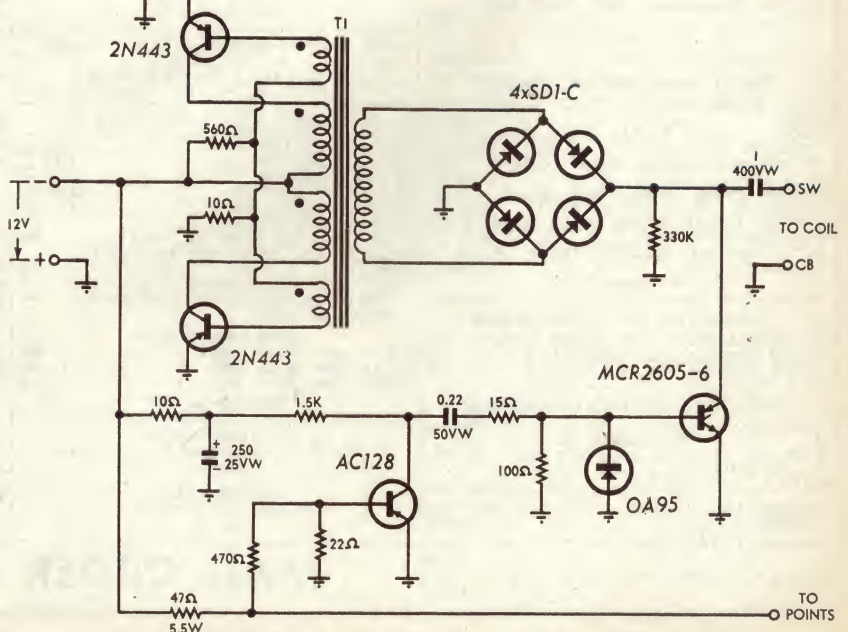 T1
2N443
4xSD1-C
560Ω
1
400VW
−
SW
12V
10Ω
TO COIL
330K
+
CB
2N443
MCR2605-6
10Ω
1.5K
0.22
15Ω
50VW
+
250
−
25VW
AC128
100Ω
OA95
470Ω
22Ω
47Ω
5.5W
TO
POINTS